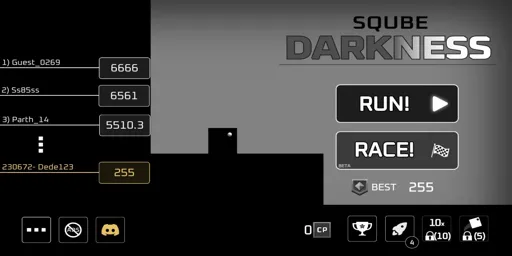 SQUBE
DARKNESS
1) Guest_0269 6666
2) Ss85ss 6561
3) Parth_14 5510.3
230672- Dede123 255
RUN!
RACE!
BETA
BEST 255
0 CP
4
10x
(10)
(5)